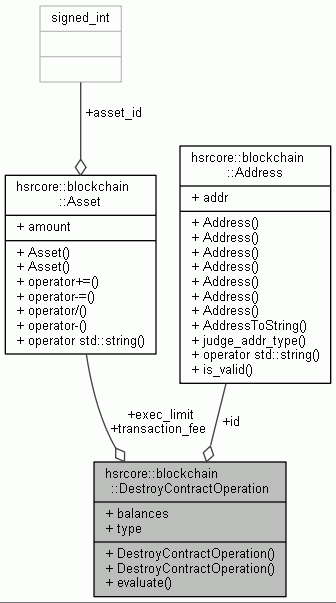 signed_int
+asset_id
hsrcore::blockchain
::Asset
+ amount
+ Asset()
+ Asset()
+ operator+=()
+ operator-=()
+ operator/()
+ operator-()
+ operator std::string()
hsrcore::blockchain
::Address
+ addr
+ Address()
+ Address()
+ Address()
+ Address()
+ Address()
+ Address()
+ Address()
+ AddressToString()
+ judge_addr_type()
+ operator std::string()
+ is_valid()
+exec_limit
+transaction_fee
+id
hsrcore::blockchain
::DestroyContractOperation
+ balances
+ type
+ DestroyContractOperation()
+ DestroyContractOperation()
+ evaluate()